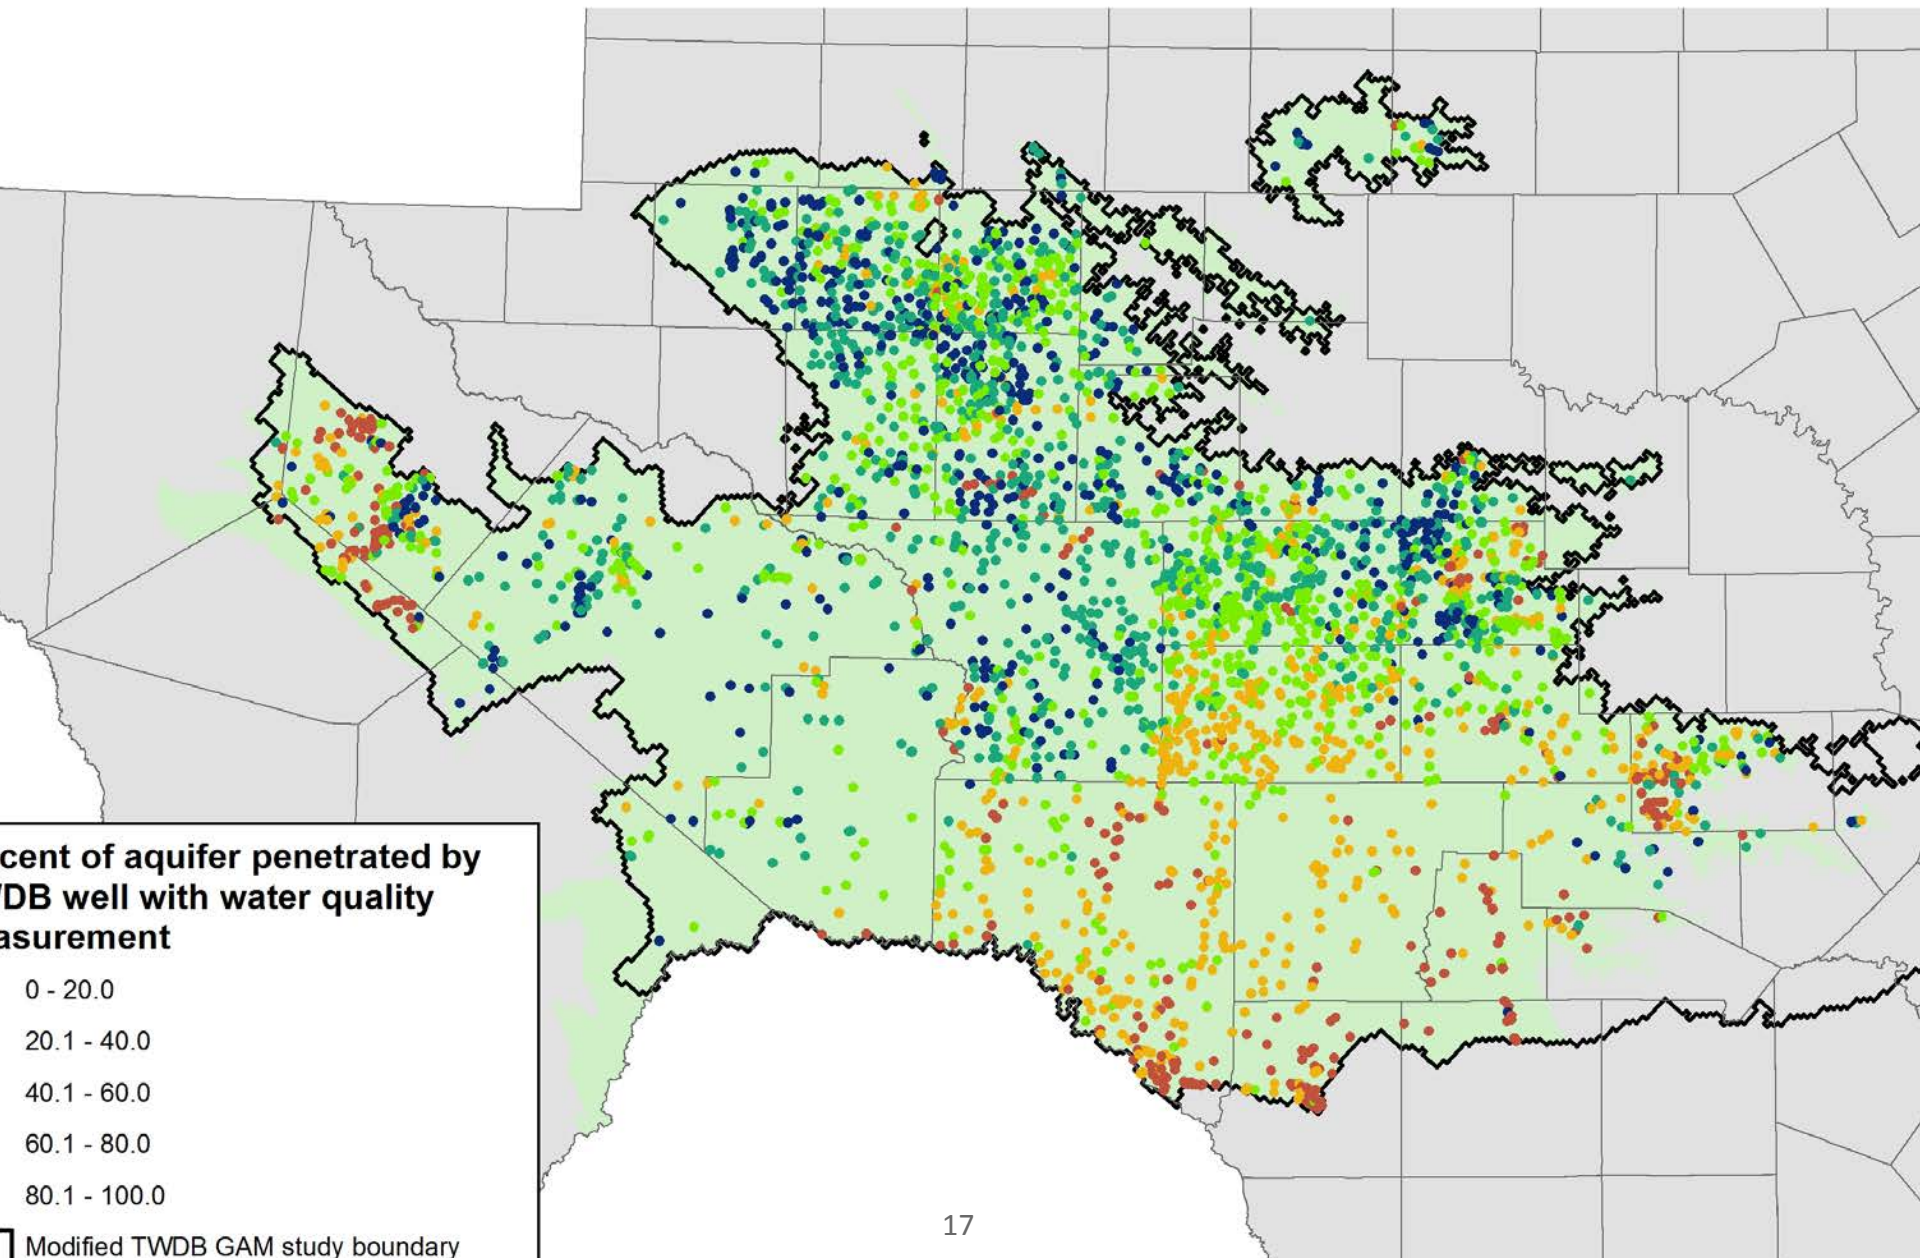 cent of aquifer penetrated by
DB well with water quality
asurement
0 - 20.0
20.1 - 40.0
40.1 - 60.0
60.1 - 80.0
80.1 - 100.0
Modified TWDB GAM study boundary
17